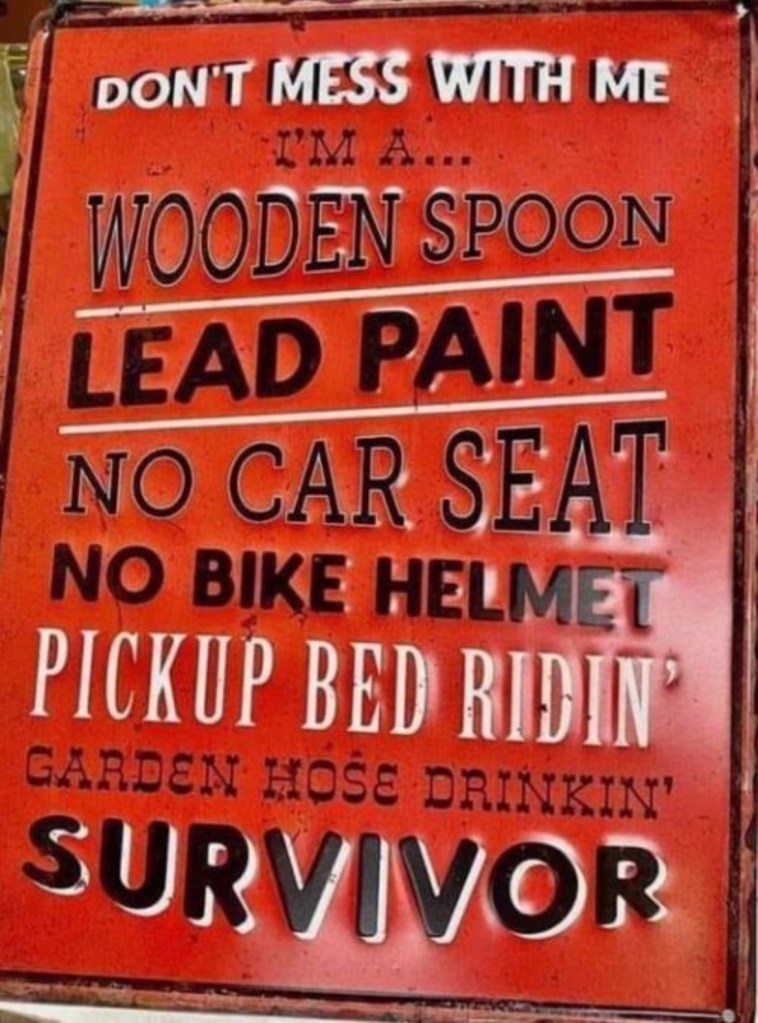 DON'T MESS WITH ME
I'M A...
WOODEN SPOON
LEAD PAINT
NO CAR SEAT
NO BIKE HELMET
PICKUP BED RIDIN'
GARDEN HOSE DRINKIN'
SURVIVOR